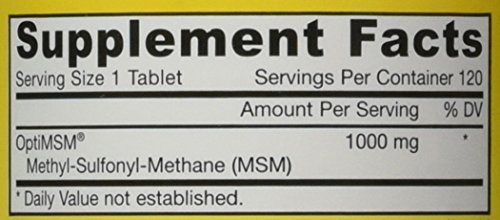 Supplement Facts
Serving Size 1 Tablet Servings Per Container 120
Amount Per Serving % DV
OptiMSM® 1000 mg *
Methyl-Sulfonyl-Methane (MSM)
* Daily Value not established.